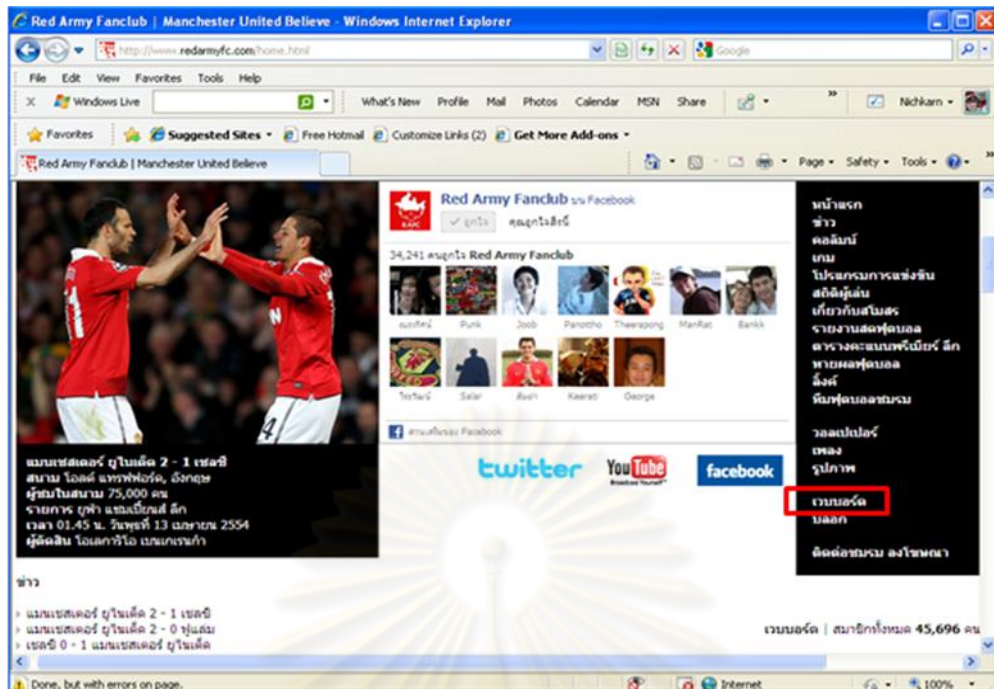 Red Army Fanclub | Manchester United Believe - Windows Internet Explorer
http://www.redarmyfc.com/home.html
Google
File Edit View Favorites Tools Help
X Windows Live What's New Profile Mail Photos Calendar MSN Share » Nichkarn
Favorites Suggested Sites Free Hotmail Customize Links (2) Get More Add-ons
Red Army Fanclub | Manchester United Believe
Page Safety Tools »
Red Army Fanclub บน Facebook
ถูกใจ คุณถูกใจสิ่งนี้
34,241 คนถูกใจ Red Army Fanclub
Punk Joob Panottho Theerapong ManRat Bankk
Salar Keerati George
Facebook
twitter YouTube facebook
Broadcast Yourself
หน้าแรก
ข่าว
คอลัมน์
เกม
โปรแกรมการแข่งขัน
สถิติผู้เล่น
เกี่ยวกับสโมสร
รายงานสดฟุตบอล
ตารางคะแนนพรีเมียร์ ลีก
ทายผลฟุตบอล
ลิ้งค์
ทีมฟุตบอลชมรม
วอลเปเปอร์
เพลง
รูปภาพ
เวบบอร์ด
บล็อก
ติดต่อชมรม ลงโฆษณา
แมนเชสเตอร์ ยูไนเต็ด 2 - 1 เชลซี
สนาม โอลด์ แทรฟฟอร์ด, อังกฤษ
ผู้ชมในสนาม 75,000 คน
รายการ ยูฟ่า แชมเปี้ยนส์ ลีก
เวลา 01.45 น. วันพุธที่ 13 เมษายน 2554
ผู้ตัดสิน โอเลการิโอ เบนเกเรนก้า
ข่าว
แมนเชสเตอร์ ยูไนเต็ด 2 - 1 เชลซี
แมนเชสเตอร์ ยูไนเต็ด 2 - 0 ฟูแล่ม
เชลซี 0 - 1 แมนเชสเตอร์ ยูไนเต็ด
เวบบอร์ด | สมาชิกทั้งหมด 45,696 คน
Done, but with errors on page. Internet 100%